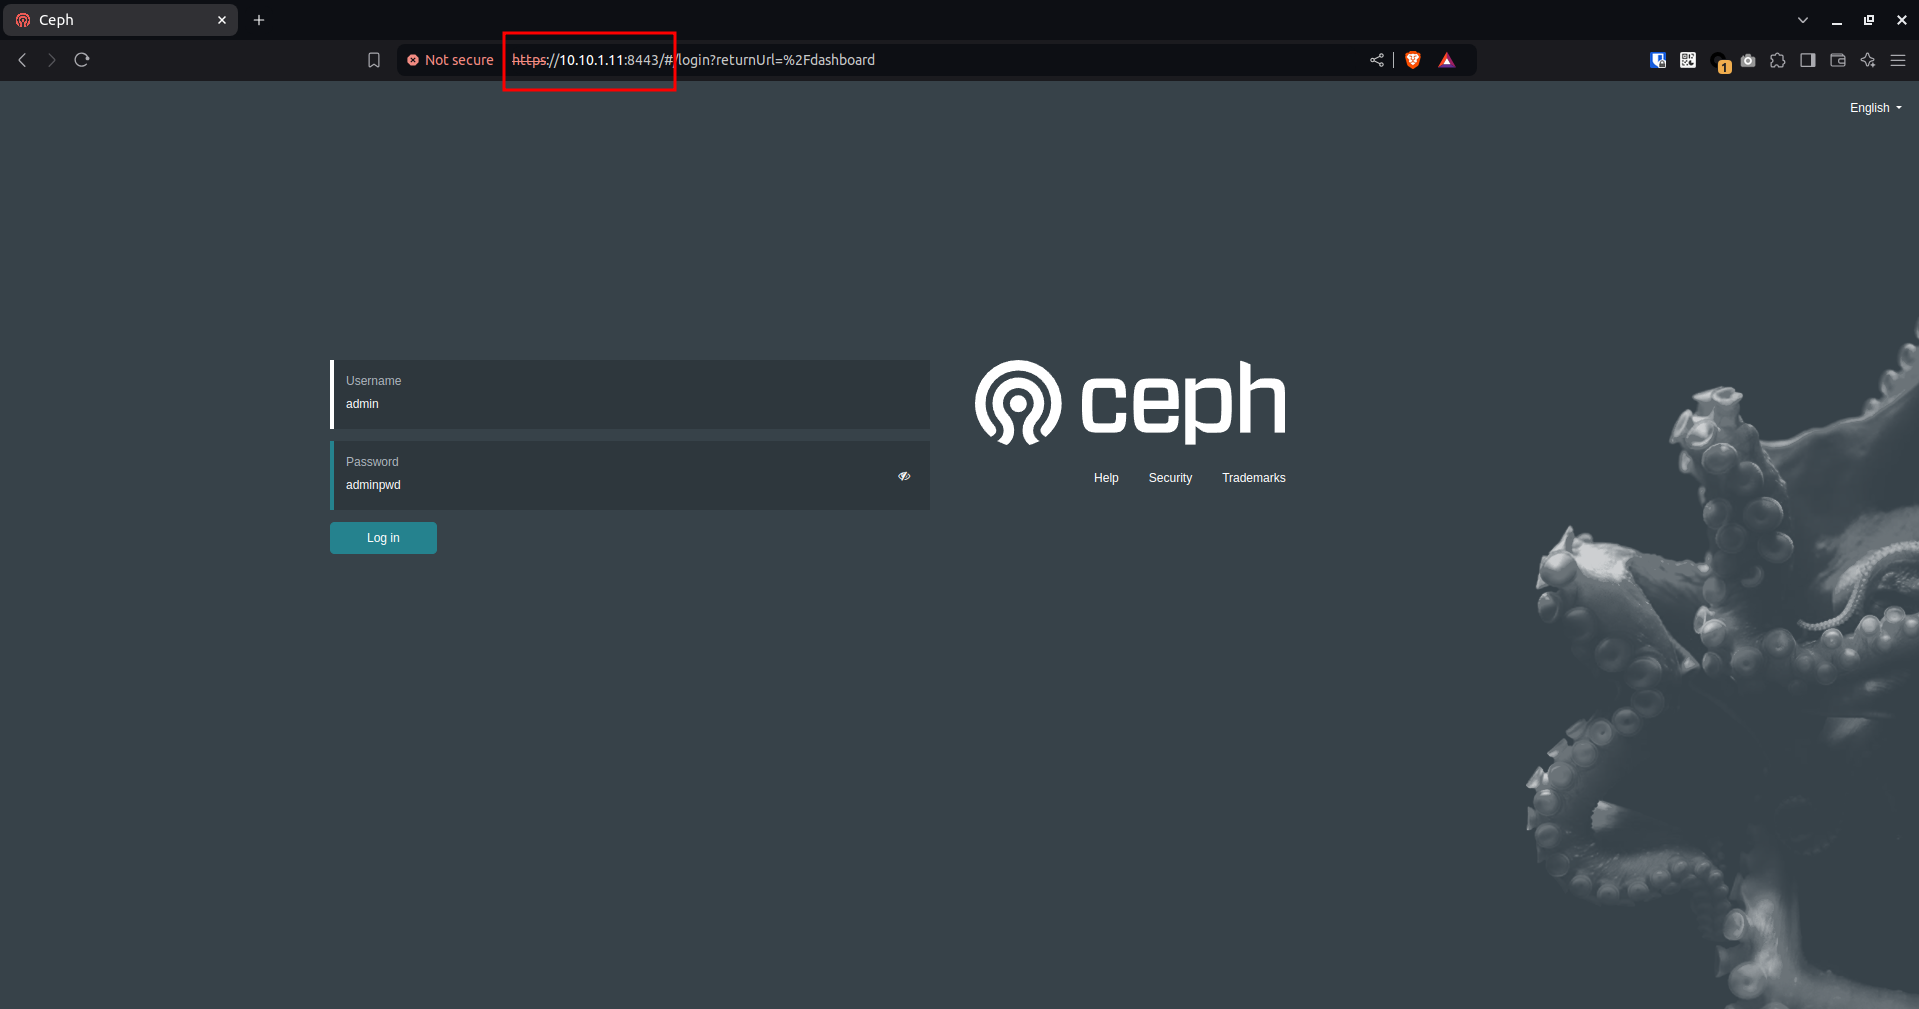 Ceph
Not secure https://10.10.1.11:8443/#/login?returnUrl=%2Fdashboard
1
English
Username
admin
Password
adminpwd
Log in
ceph
Help Security Trademarks